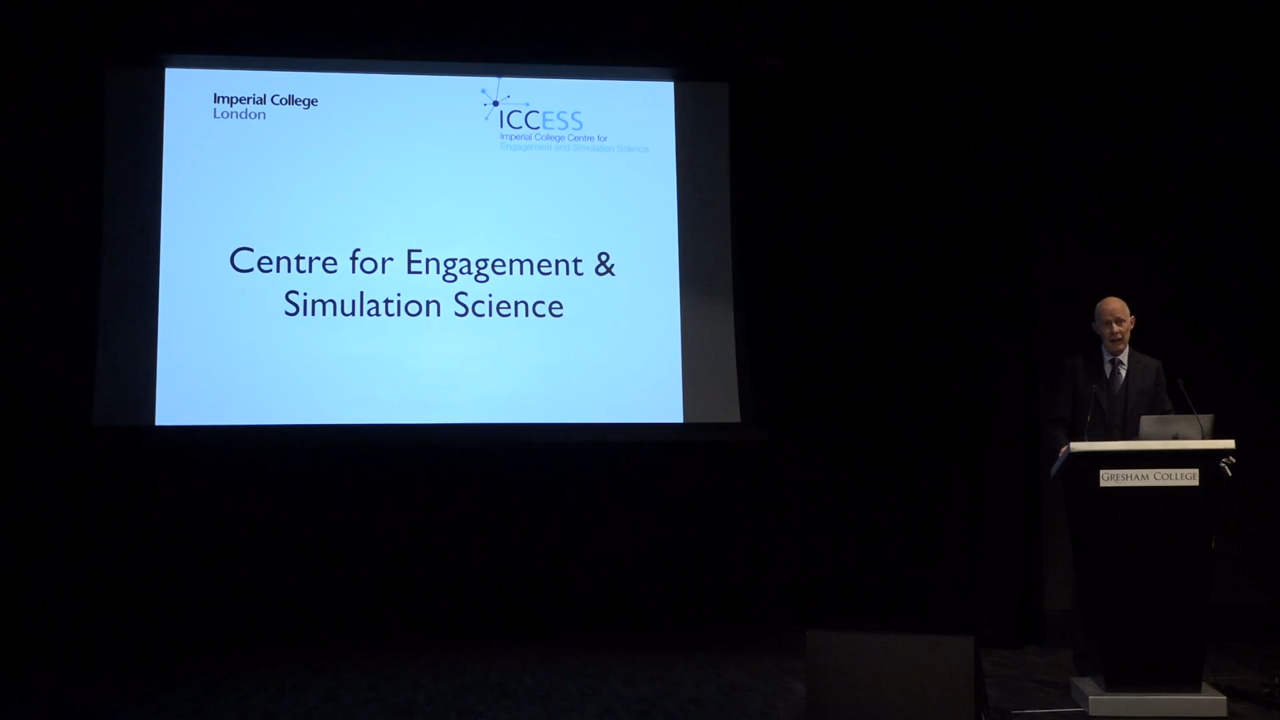 Imperial College
London
ICCESS
Imperial College Centre for
Engagement and Simulation Science
Centre for Engagement &
Simulation Science
GRESHAM COLLEGE